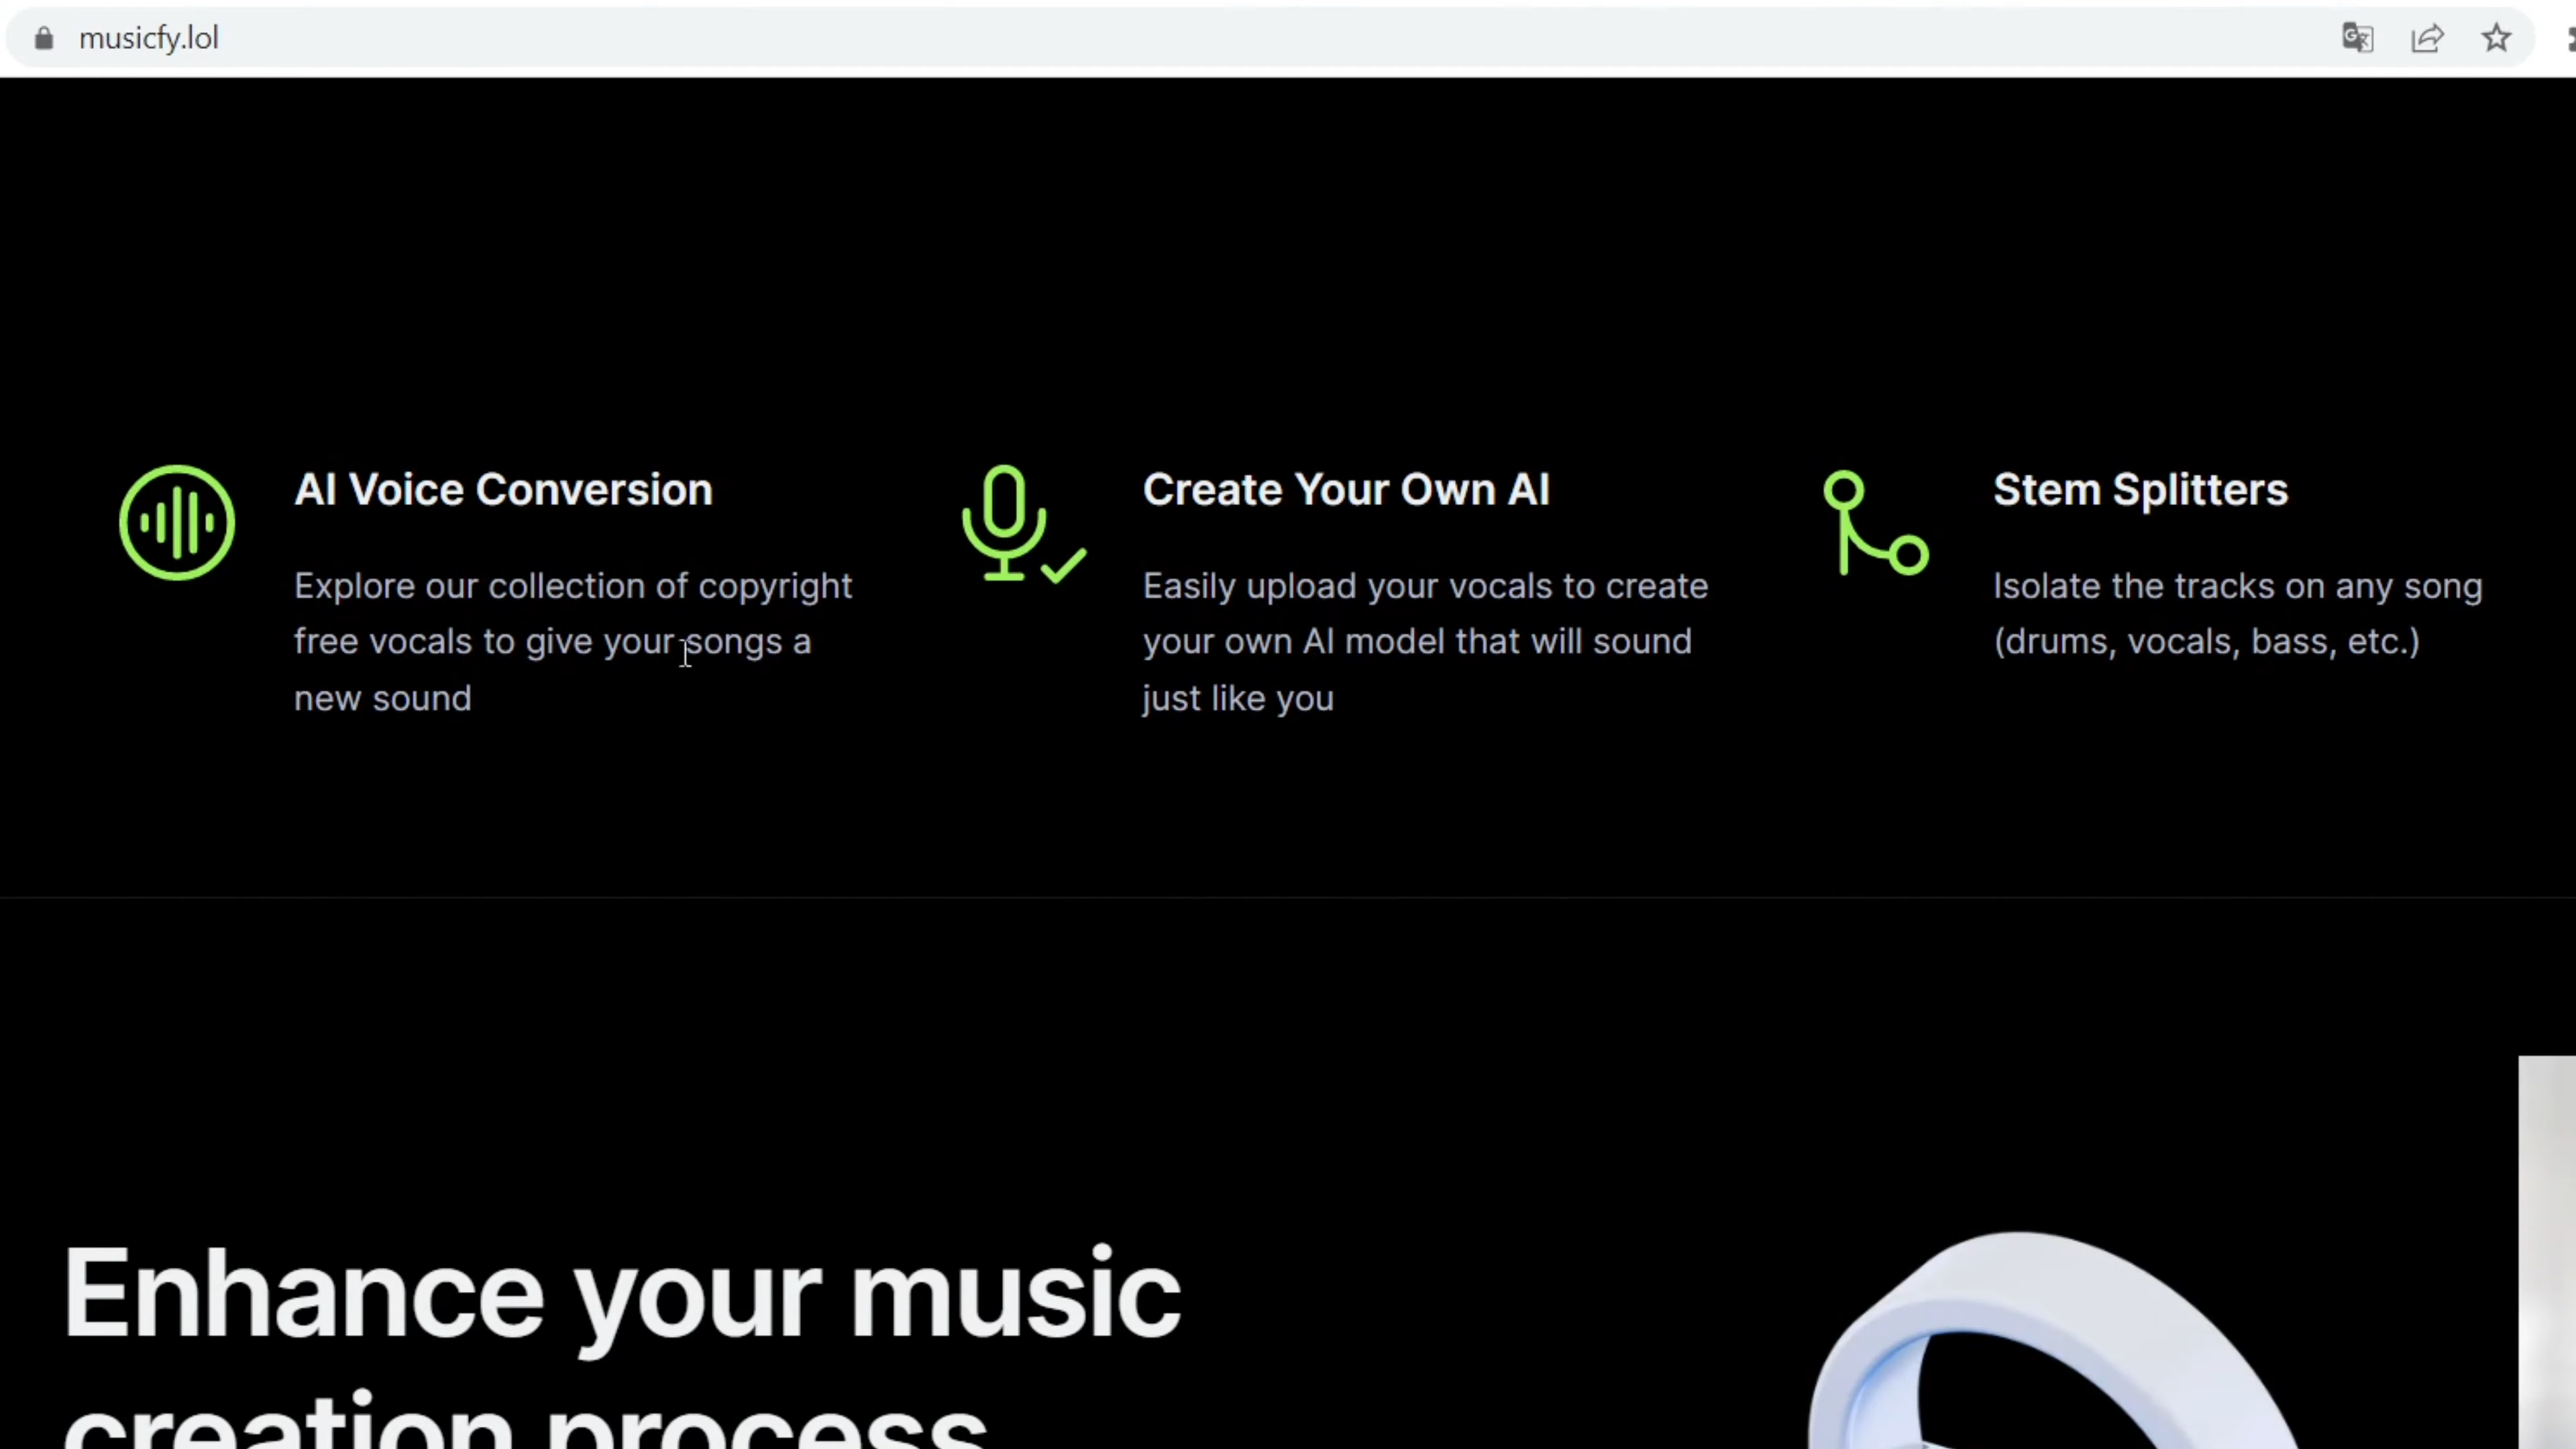 musicfy.lol
AI Voice Conversion
Explore our collection of copyright
free vocals to give your songs a
new sound
Create Your Own AI
Easily upload your vocals to create
your own AI model that will sound
just like you
Stem Splitters
Isolate the tracks on any song
(drums, vocals, bass, etc.)
Enhance your music
creation process